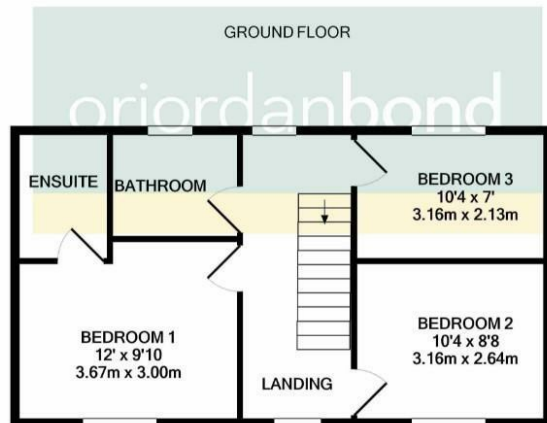 GROUND FLOOR
oriordanbond
ENSUITE
BATHROOM
BEDROOM 3
10'4 x 7'
3.16m x 2.13m
BEDROOM 1
12' x 9'10
3.67m x 3.00m
BEDROOM 2
10'4 x 8'8
3.16m x 2.64m
LANDING